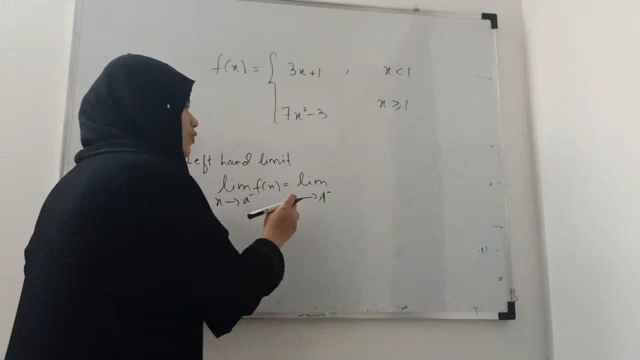 f(x) = { 3x+1 , x < 1
7x² - 3 x ≥ 1
Left hand limit
lim f(x) = lim
x → a⁻ → 1⁻